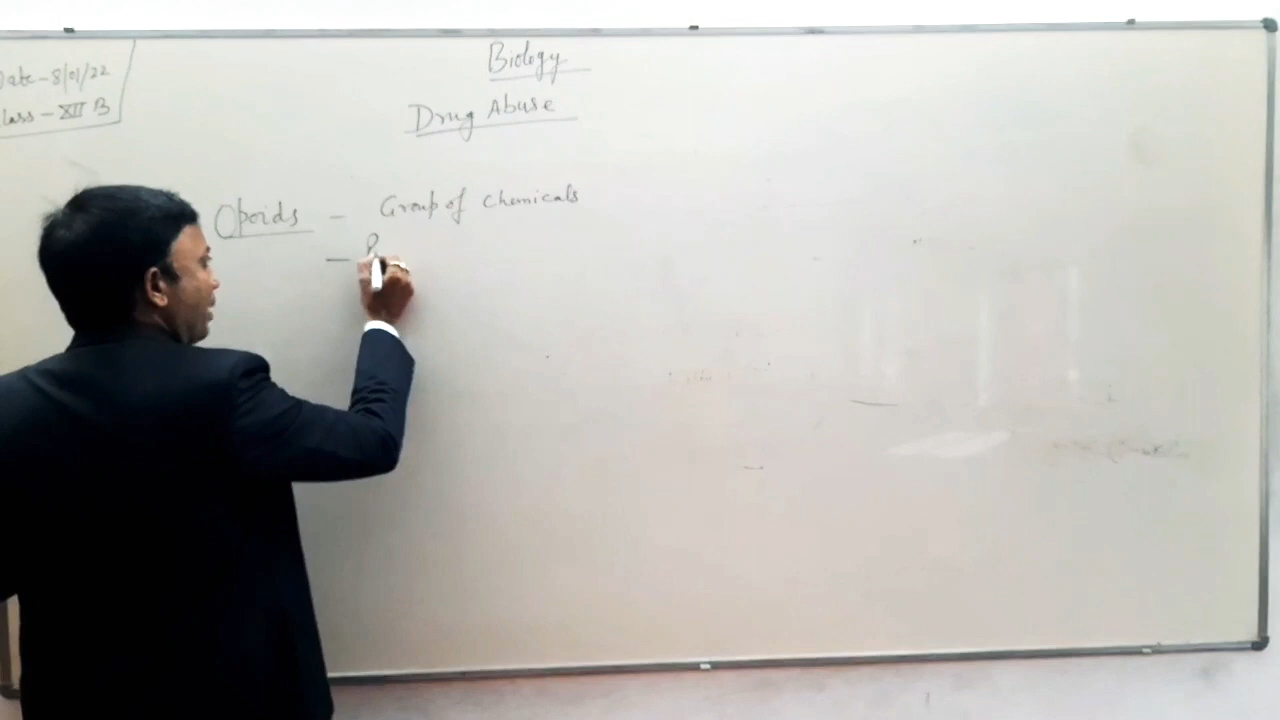 Date - 8/01/22
Class - XII B
Biology
Drug Abuse
Opoids - Group of Chemicals
-